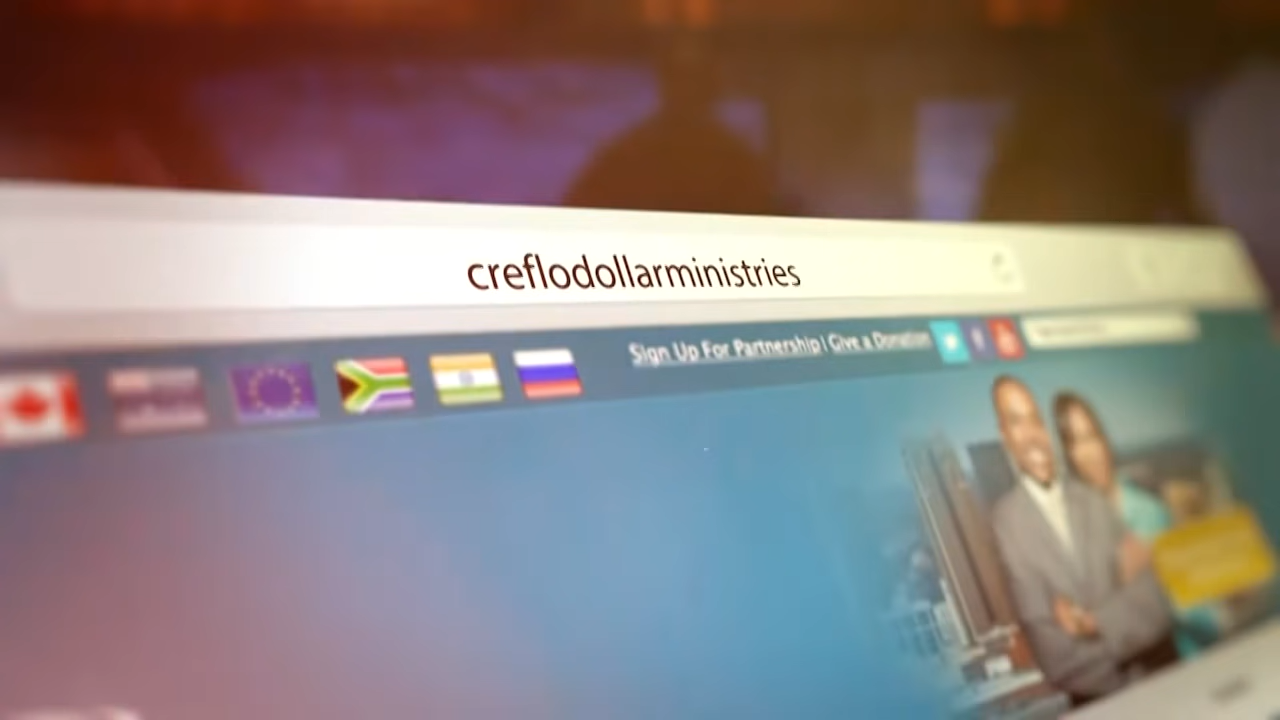 creflodollarministries
Sign Up For Partnership | Give a Donation